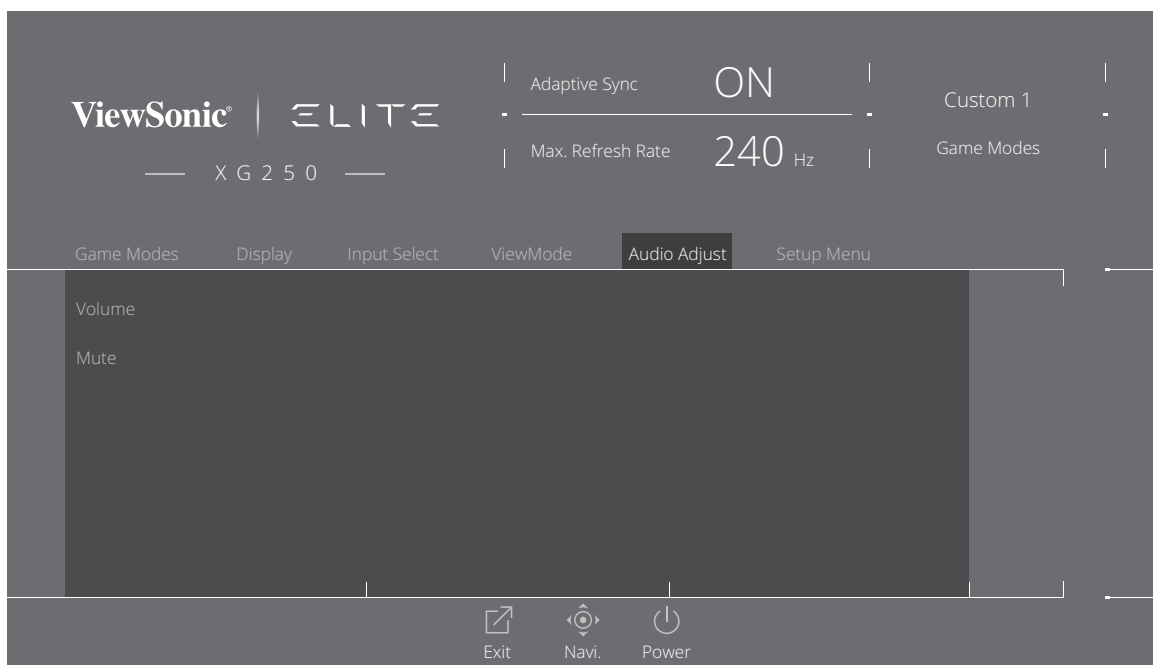 ViewSonic® | ELITE
XG250
Adaptive Sync ON
Max. Refresh Rate 240 Hz
Custom 1
Game Modes
Game Modes Display Input Select ViewMode Audio Adjust Setup Menu
Volume
Mute
Exit Navi. Power